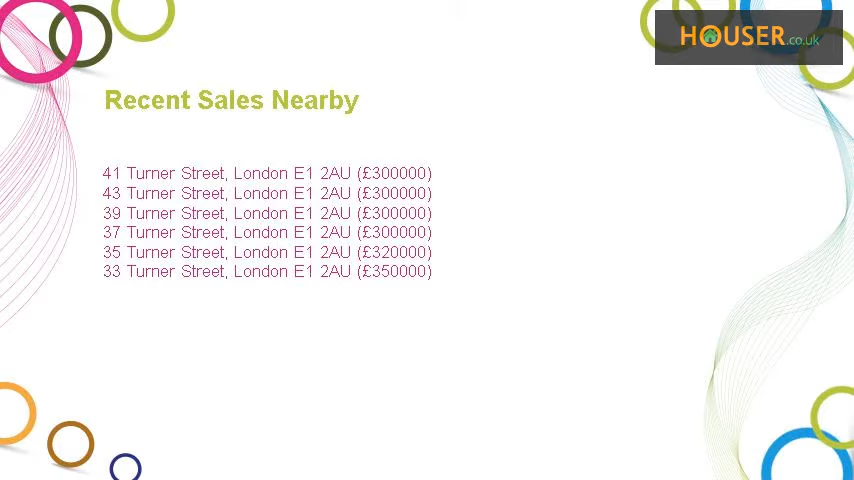 HOUSER.co.uk
Recent Sales Nearby
41 Turner Street, London E1 2AU (£300000)
43 Turner Street, London E1 2AU (£300000)
39 Turner Street, London E1 2AU (£300000)
37 Turner Street, London E1 2AU (£300000)
35 Turner Street, London E1 2AU (£320000)
33 Turner Street, London E1 2AU (£350000)